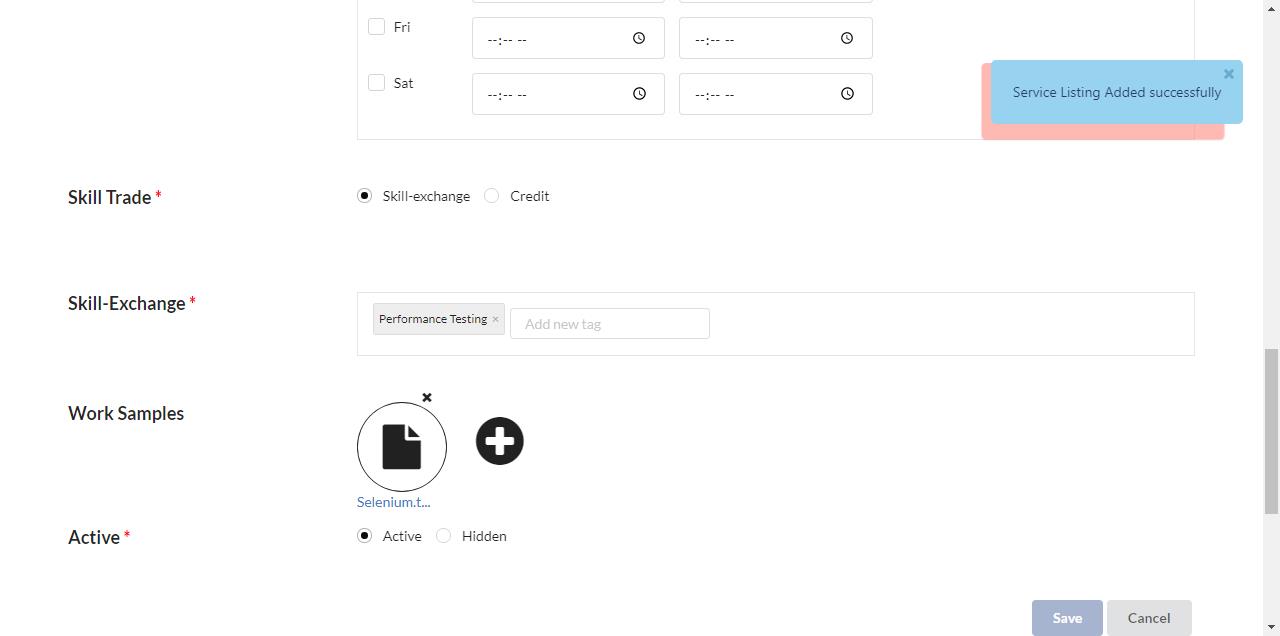 Fri
--:-- --
--:-- --
Sat
--:-- --
--:-- --
Service Listing Added successfully
Skill Trade *
Skill-exchange
Credit
Skill-Exchange *
Performance Testing ×
Add new tag
Work Samples
Selenium.t...
Active *
Active
Hidden
Save
Cancel